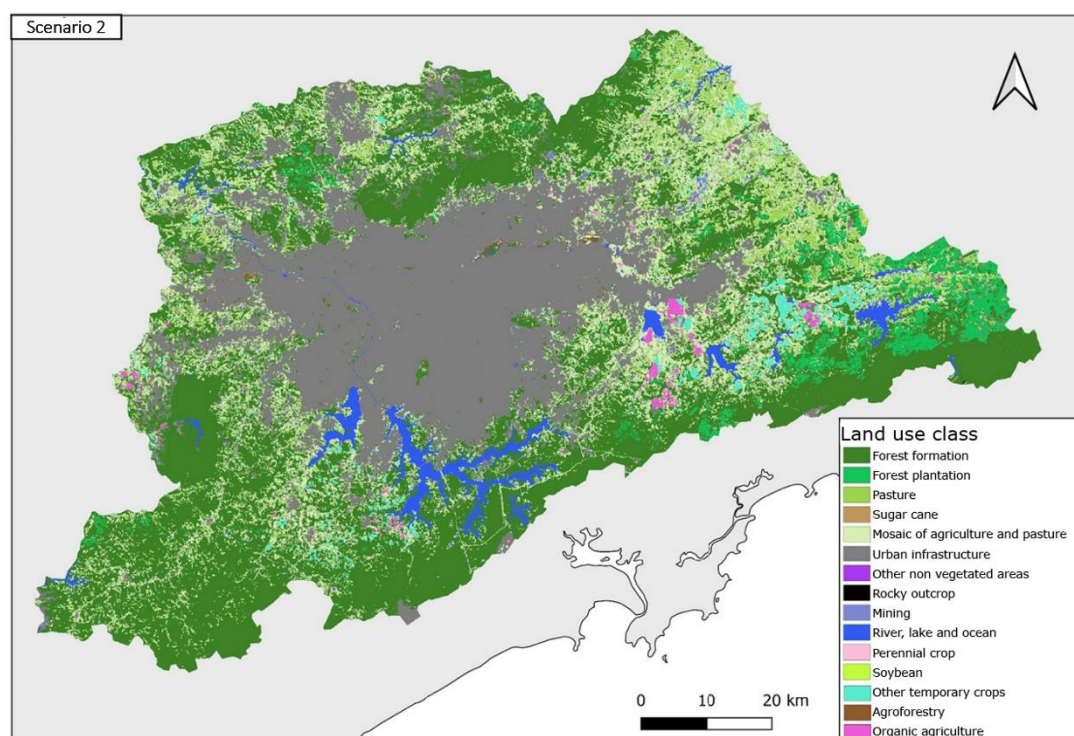 Scenario 2
Land use class
Forest formation
Forest plantation
Pasture
Sugar cane
Mosaic of agriculture and pasture
Urban infrastructure
Other non vegetated areas
Rocky outcrop
Mining
River, lake and ocean
Perennial crop
Soybean
Other temporary crops
Agroforestry
Organic agriculture
0 10 20 km